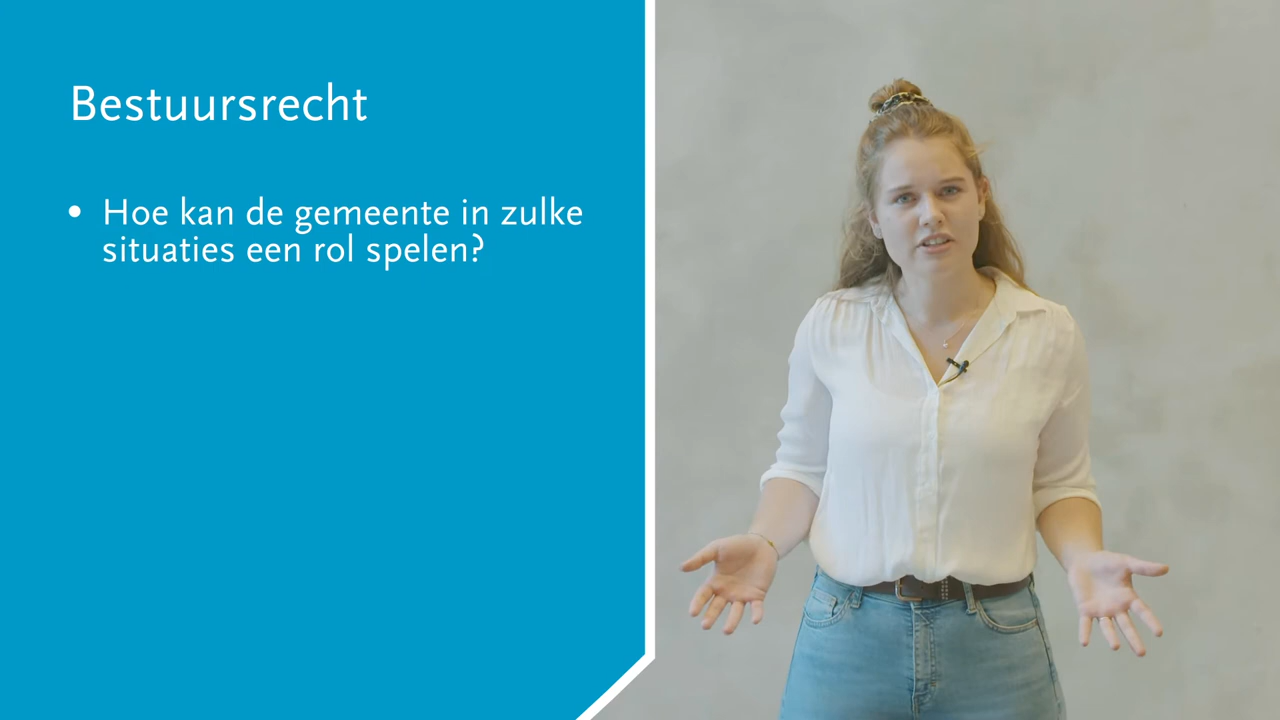 Bestuursrecht
• Hoe kan de gemeente in zulke
situaties een rol spelen?